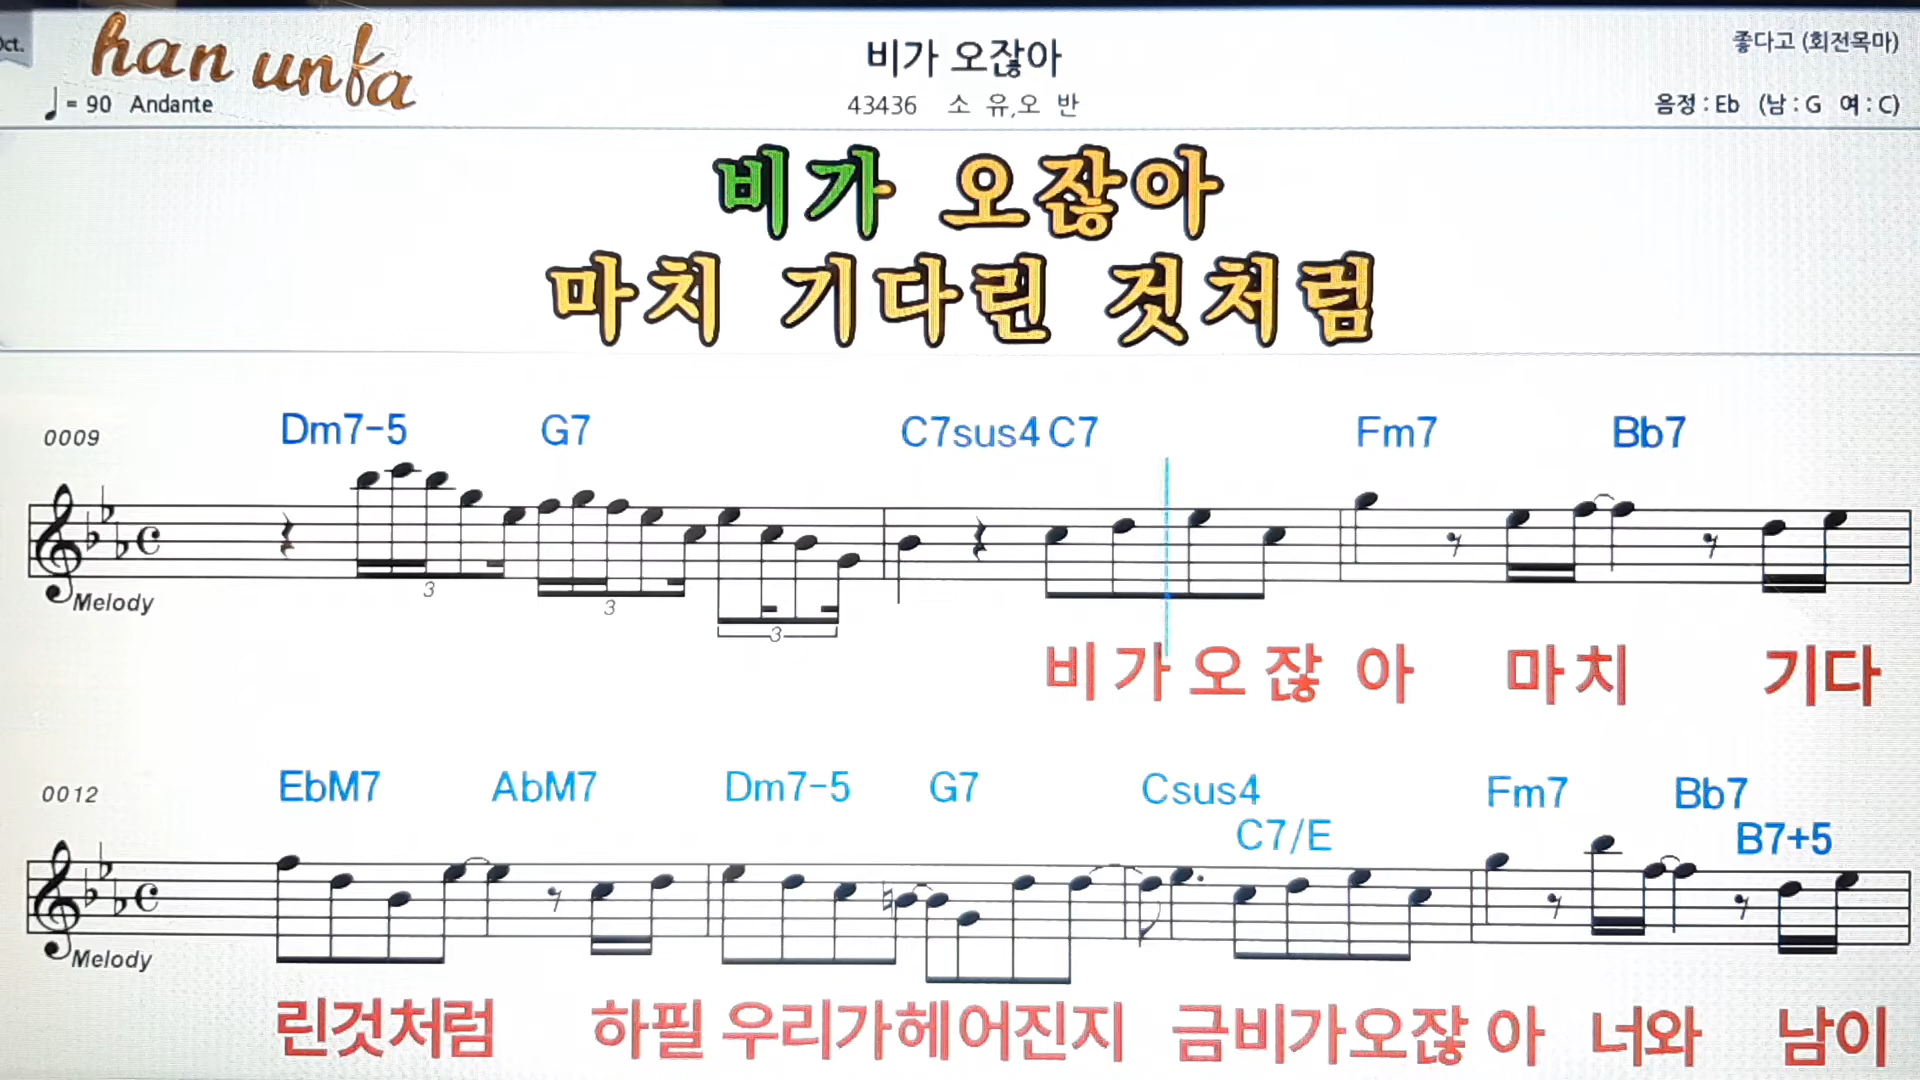 Oct.
han unfa
비가 오잖아
좋다고 (회전목마)
♩ = 90 Andante
43436 소 유,오 반
음정 : Eb (남 : G 여 : C)
비가 오잖아
마치 기다린 것처럼
0009 Dm7-5 G7 C7sus4 C7 Fm7 Bb7
3 3 3
Melody
비 가 오 잖 아 마 치 기다
0012 EbM7 AbM7 Dm7-5 G7 Csus4 Fm7 Bb7
C7/E B7+5
Melody
린것처럼 하필 우리가헤어진지 금비가오잖 아 너와 남이